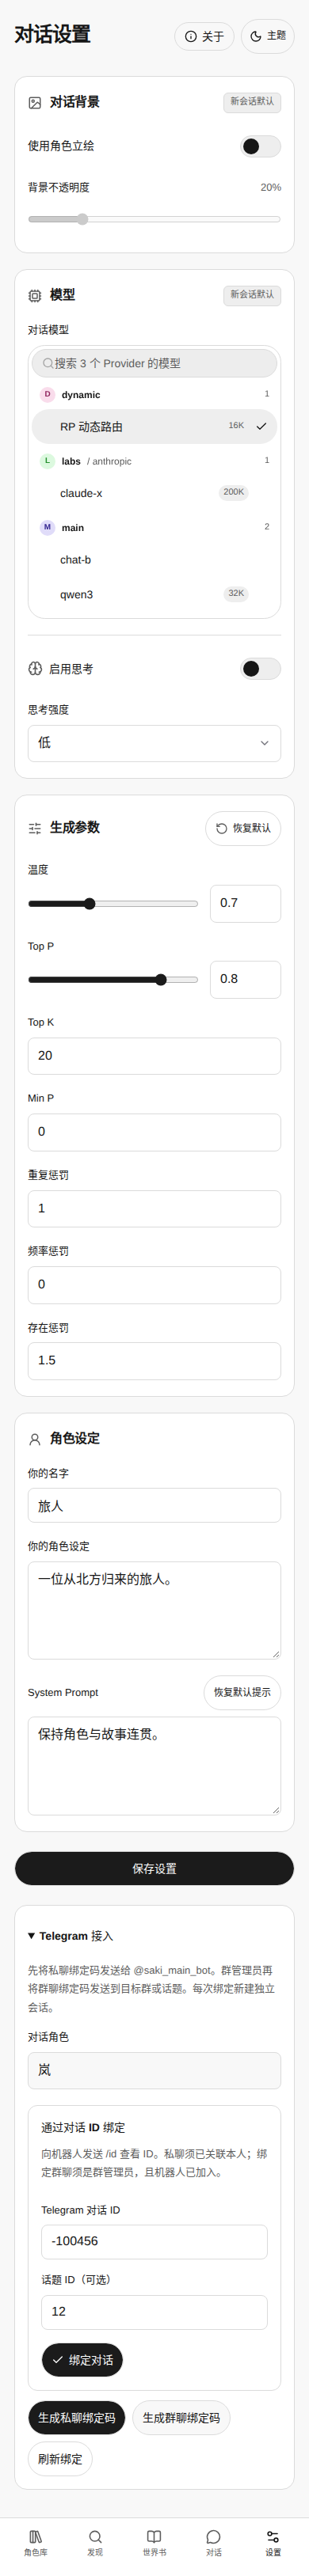 对话设置
关于
主题
对话背景
新会话默认
使用角色立绘
背景不透明度
20%
模型
新会话默认
对话模型
搜索 3 个 Provider 的模型
D dynamic 1
RP 动态路由 16K
L labs / anthropic 1
claude-x 200K
M main 2
chat-b
qwen3 32K
启用思考
思考强度
低
生成参数
恢复默认
温度
0.7
Top P
0.8
Top K
20
Min P
0
重复惩罚
1
频率惩罚
0
存在惩罚
1.5
角色设定
你的名字
旅人
你的角色设定
一位从北方归来的旅人。
System Prompt
恢复默认提示
保持角色与故事连贯。
保存设置
Telegram 接入
先将私聊绑定码发送给 @saki_main_bot。群管理员再
将群聊绑定码发送到目标群或话题。每次绑定新建独立
会话。
对话角色
岚
通过对话 ID 绑定
向机器人发送 /id 查看 ID。私聊须已关联本人；绑
定群聊须是群管理员，且机器人已加入。
Telegram 对话 ID
-100456
话题 ID（可选）
12
绑定对话
生成私聊绑定码
生成群聊绑定码
刷新绑定
角色库
发现
世界书
对话
设置